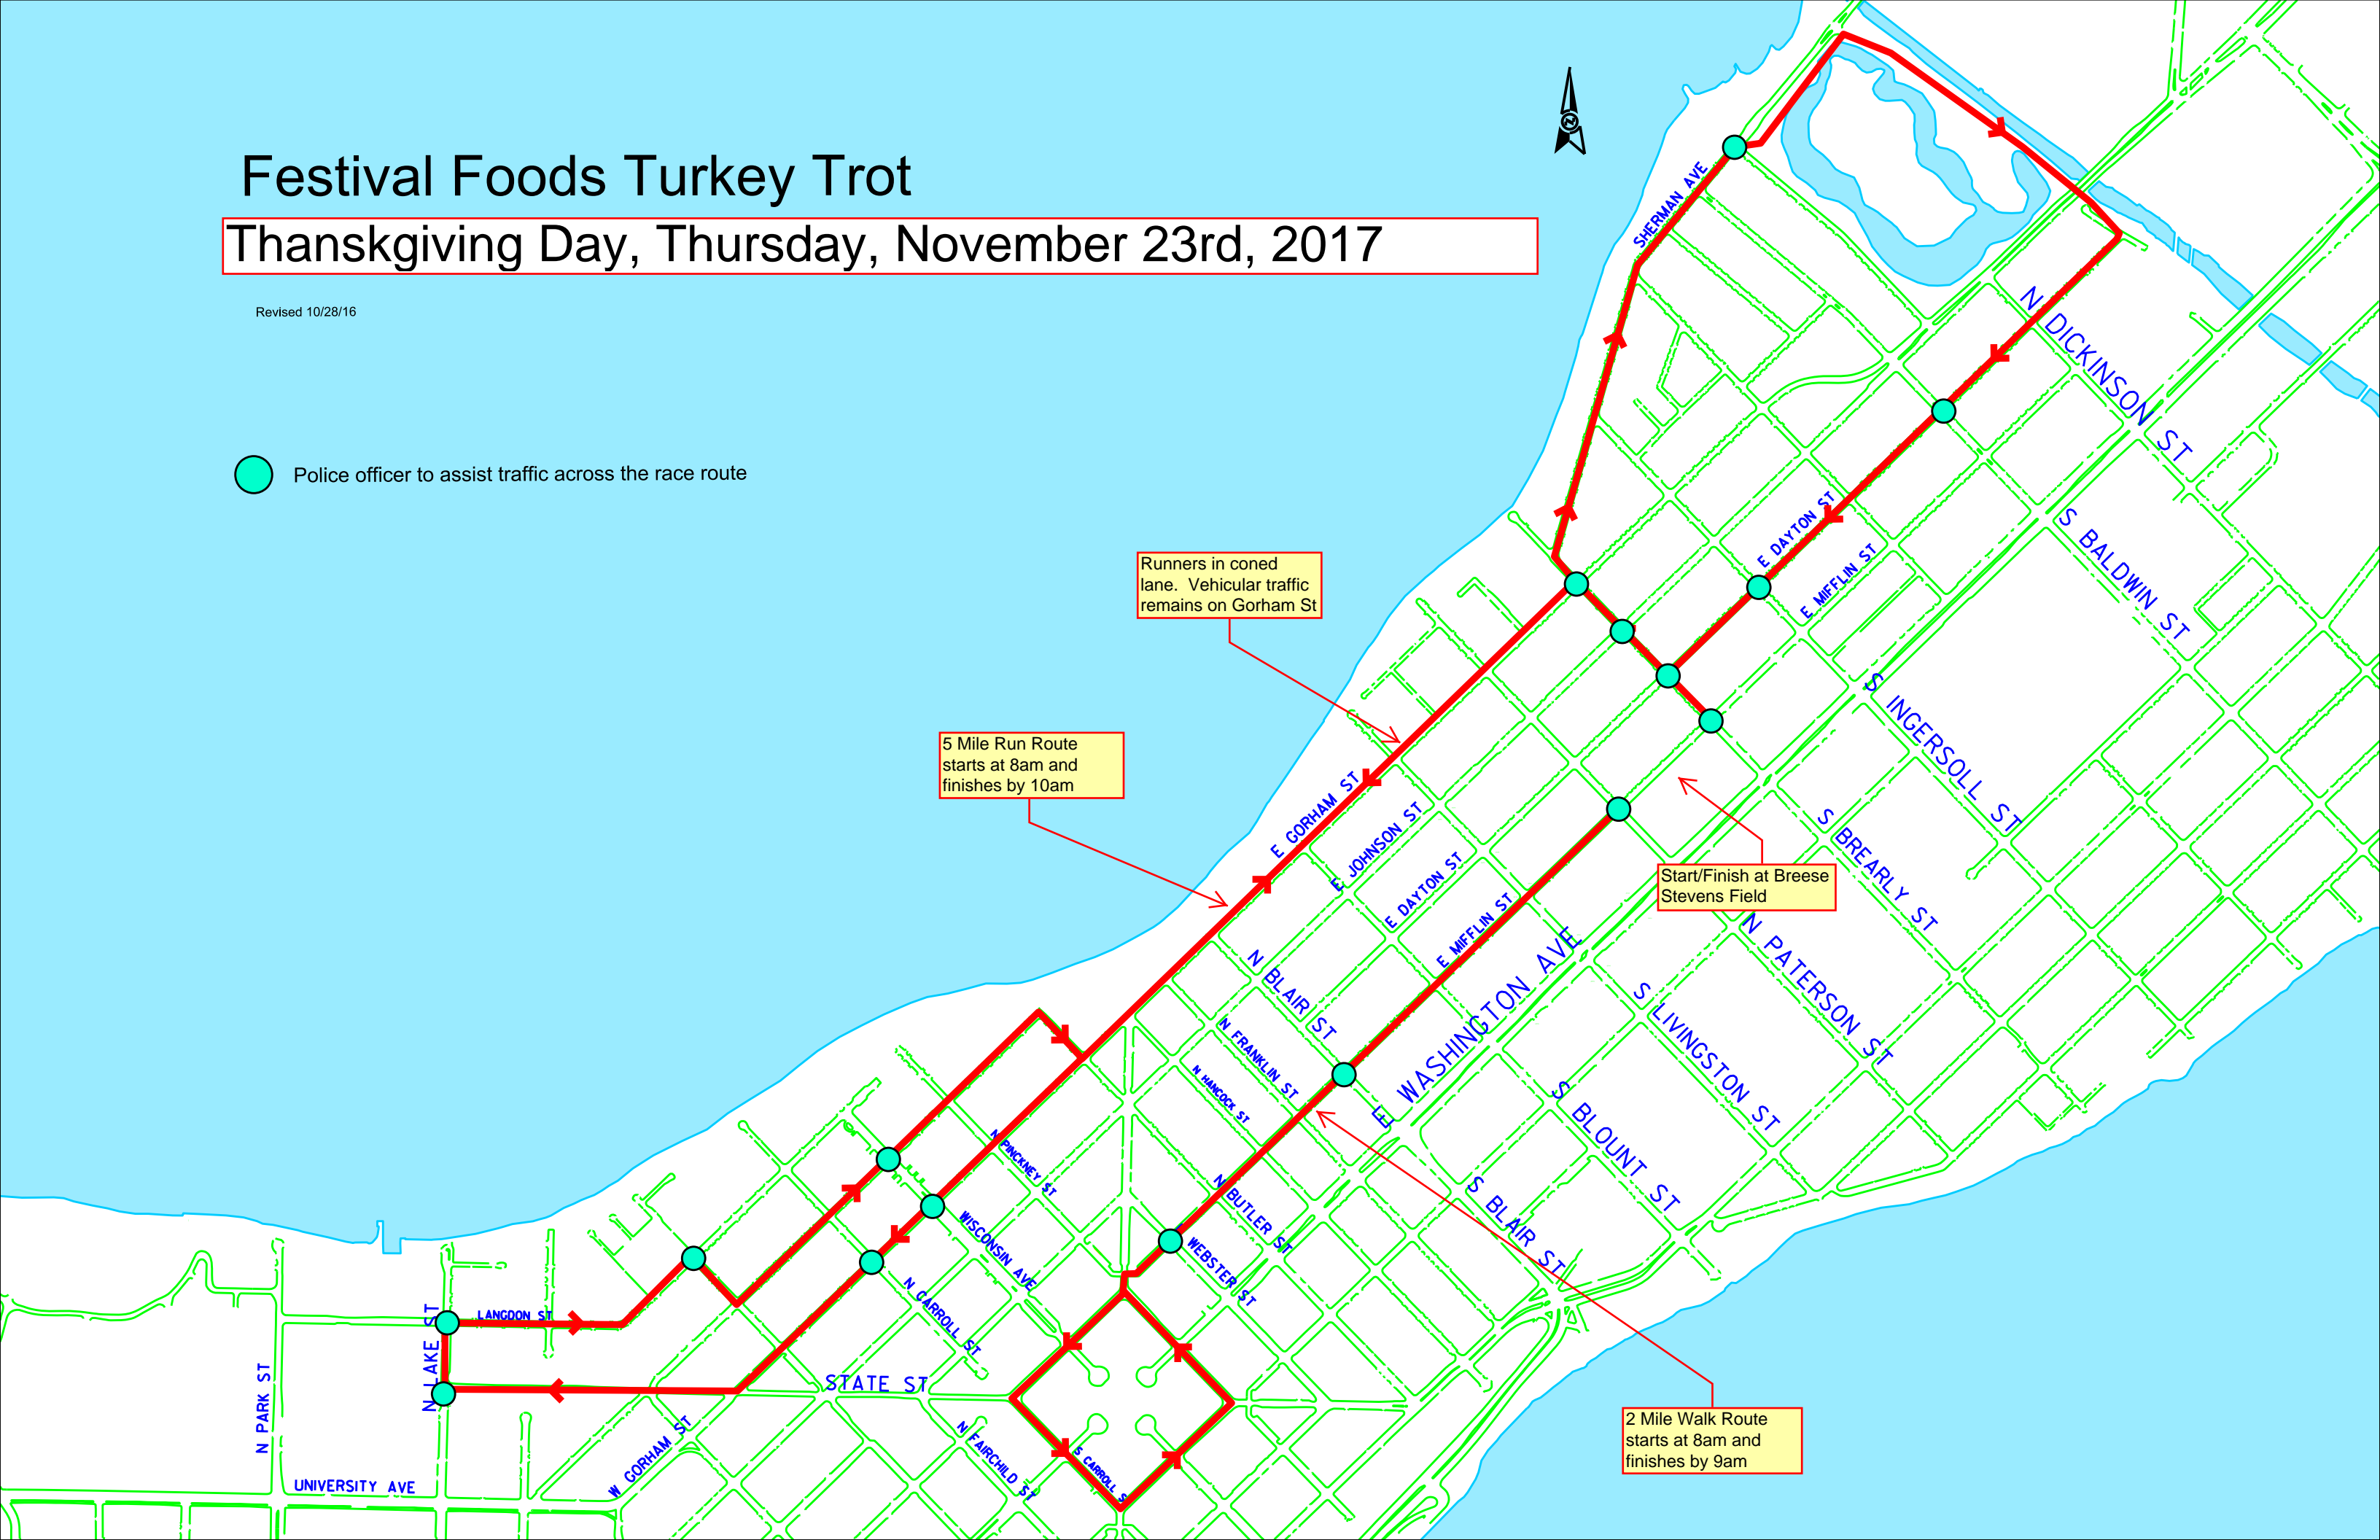 Festival Foods Turkey Trot
Thanskgiving Day, Thursday, November 23rd, 2017
Revised 10/28/16
Police officer to assist traffic across the race route
SHERMAN AVE
N DICKINSON ST
E DAYTON ST
E MIFFLIN ST
S BALDWIN ST
Runners in coned
lane. Vehicular traffic
remains on Gorham St
5 Mile Run Route
starts at 8am and
finishes by 10am
S INGERSOLL ST
E GORHAM ST
E JOHNSON ST
E DAYTON ST
E MIFFLIN ST
S BREARLY ST
Start/Finish at Breese
Stevens Field
N PATERSON ST
E WASHINGTON AVE
N BLAIR ST
N FRANKLIN ST
N HANCOCK ST
S LIVINGSTON ST
S BLOUNT ST
N PINCKNEY ST
N BUTLER ST
S BLAIR ST
WISCONSIN AVE
WEBSTER ST
N CARROLL ST
LANGDON ST
N LAKE ST
N PARK ST
STATE ST
W GORHAM ST
N FAIRCHILD ST
S CARROLL S
UNIVERSITY AVE
2 Mile Walk Route
starts at 8am and
finishes by 9am